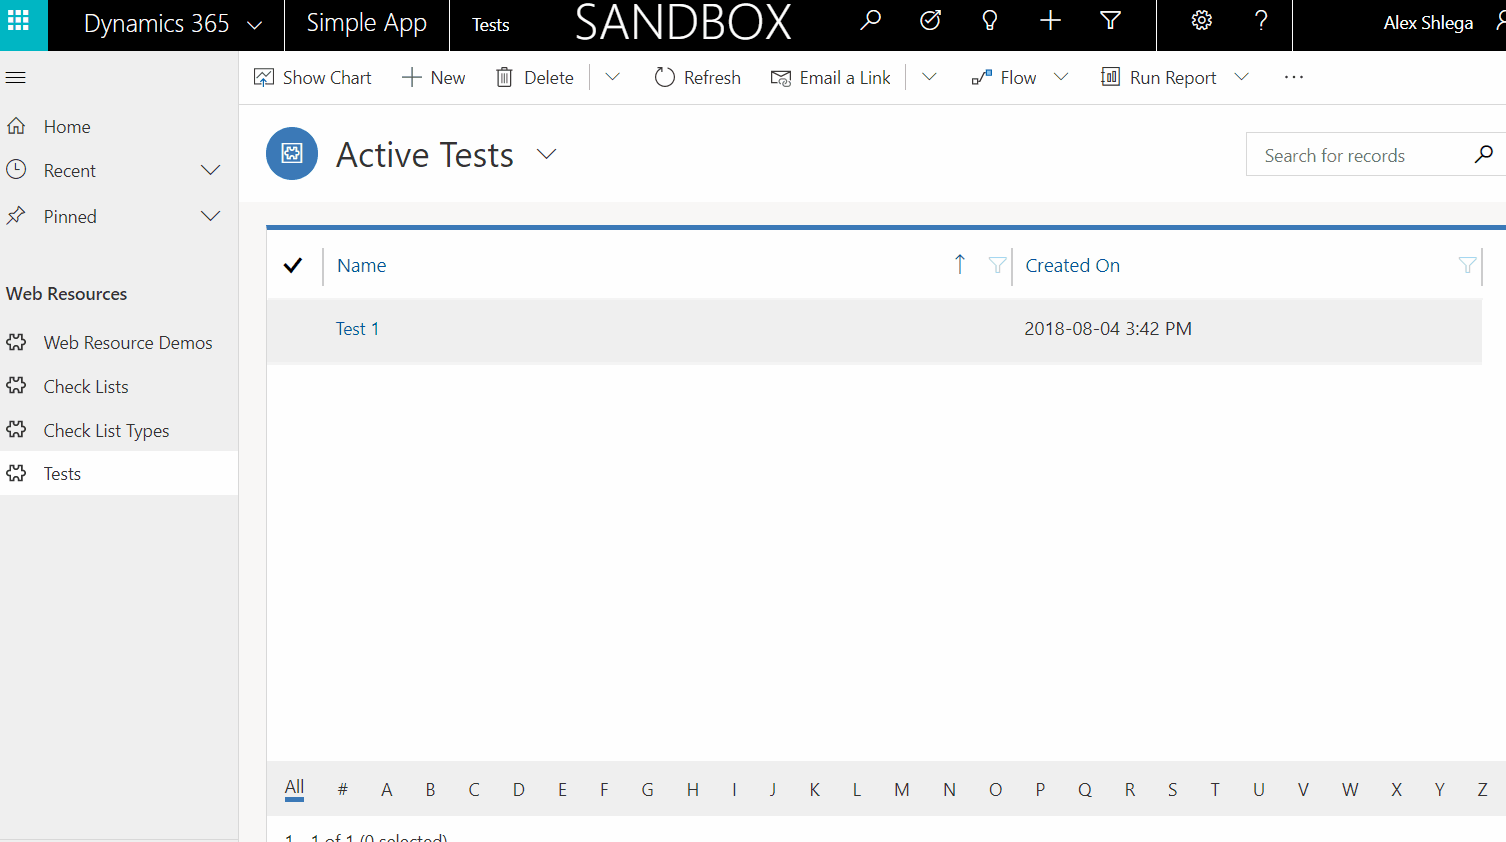 Dynamics 365 Simple App Tests SANDBOX ? Alex Shlega
Show Chart New Delete Refresh Email a Link Flow Run Report ...
Home
Recent
Pinned
Web Resources
Web Resource Demos
Check Lists
Check List Types
Tests
Active Tests
Search for records
Name Created On
Test 1 2018-08-04 3:42 PM
All # A B C D E F G H I J K L M N O P Q R S T U V W X Y Z
1 - 1 of 1 (0 selected)